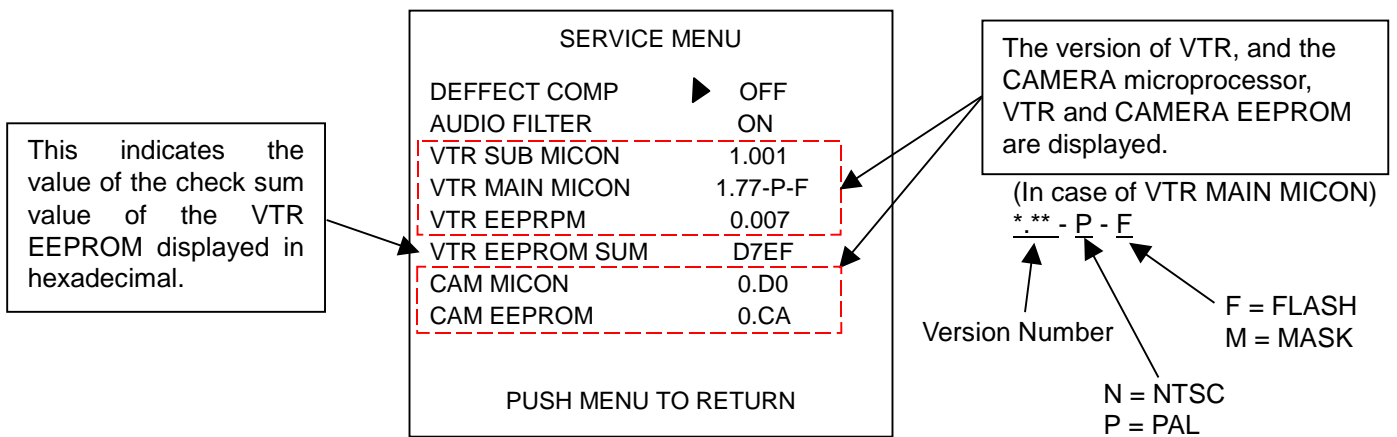 This indicates the
value of the check sum
value of the VTR
EEPROM displayed in
hexadecimal.
SERVICE MENU
DEFFECT COMP ▶ OFF
AUDIO FILTER ON
VTR SUB MICON 1.001
VTR MAIN MICON 1.77-P-F
VTR EEPRPM 0.007
VTR EEPROM SUM D7EF
CAM MICON 0.D0
CAM EEPROM 0.CA
PUSH MENU TO RETURN
The version of VTR, and the
CAMERA microprocessor,
VTR and CAMERA EEPROM
are displayed.
(In case of VTR MAIN MICON)
*.** - P - F
Version Number
F = FLASH
M = MASK
N = NTSC
P = PAL